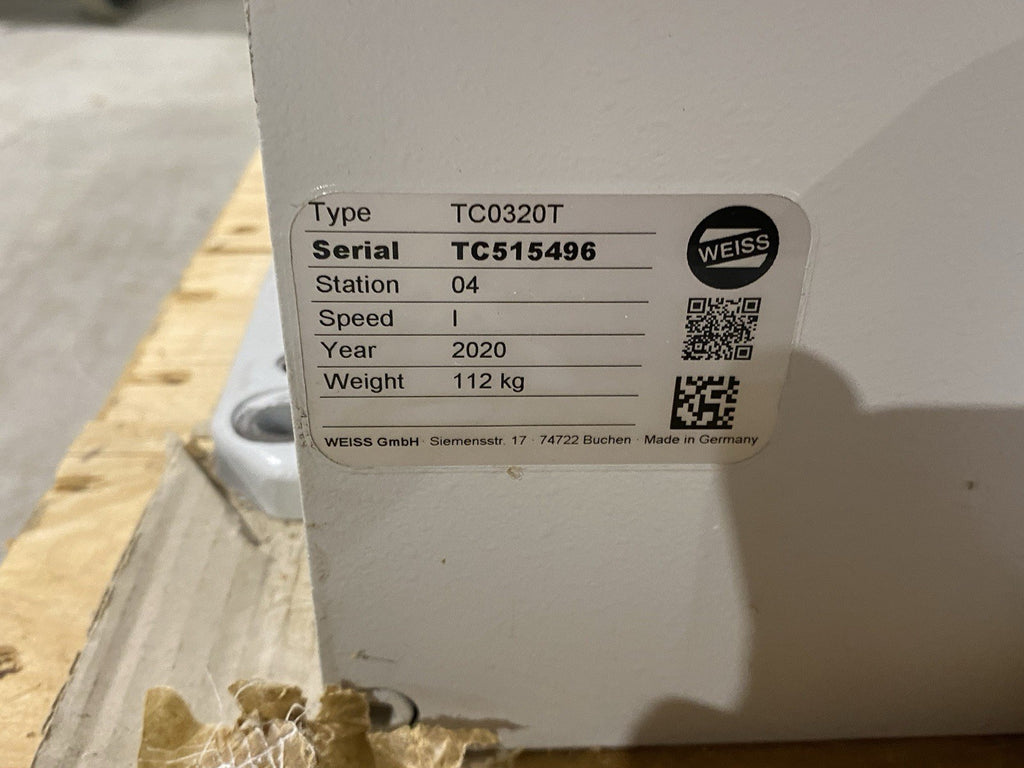 Type TC0320T
WEISS
Serial TC515496
Station 04
Speed I
Year 2020
Weight 112 kg
WEISS GmbH · Siemensstr. 17 · 74722 Buchen · Made in Germany